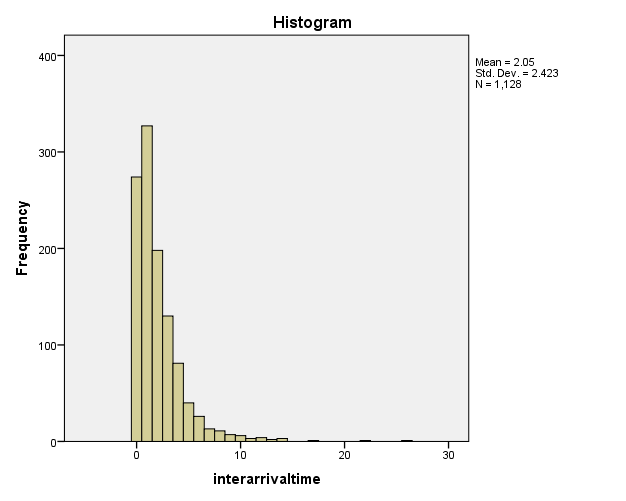 Histogram
Mean = 2.05
Std. Dev. = 2.423
N = 1,128
400
300
200
100
0
Frequency
0 10 20 30
interarrivaltime